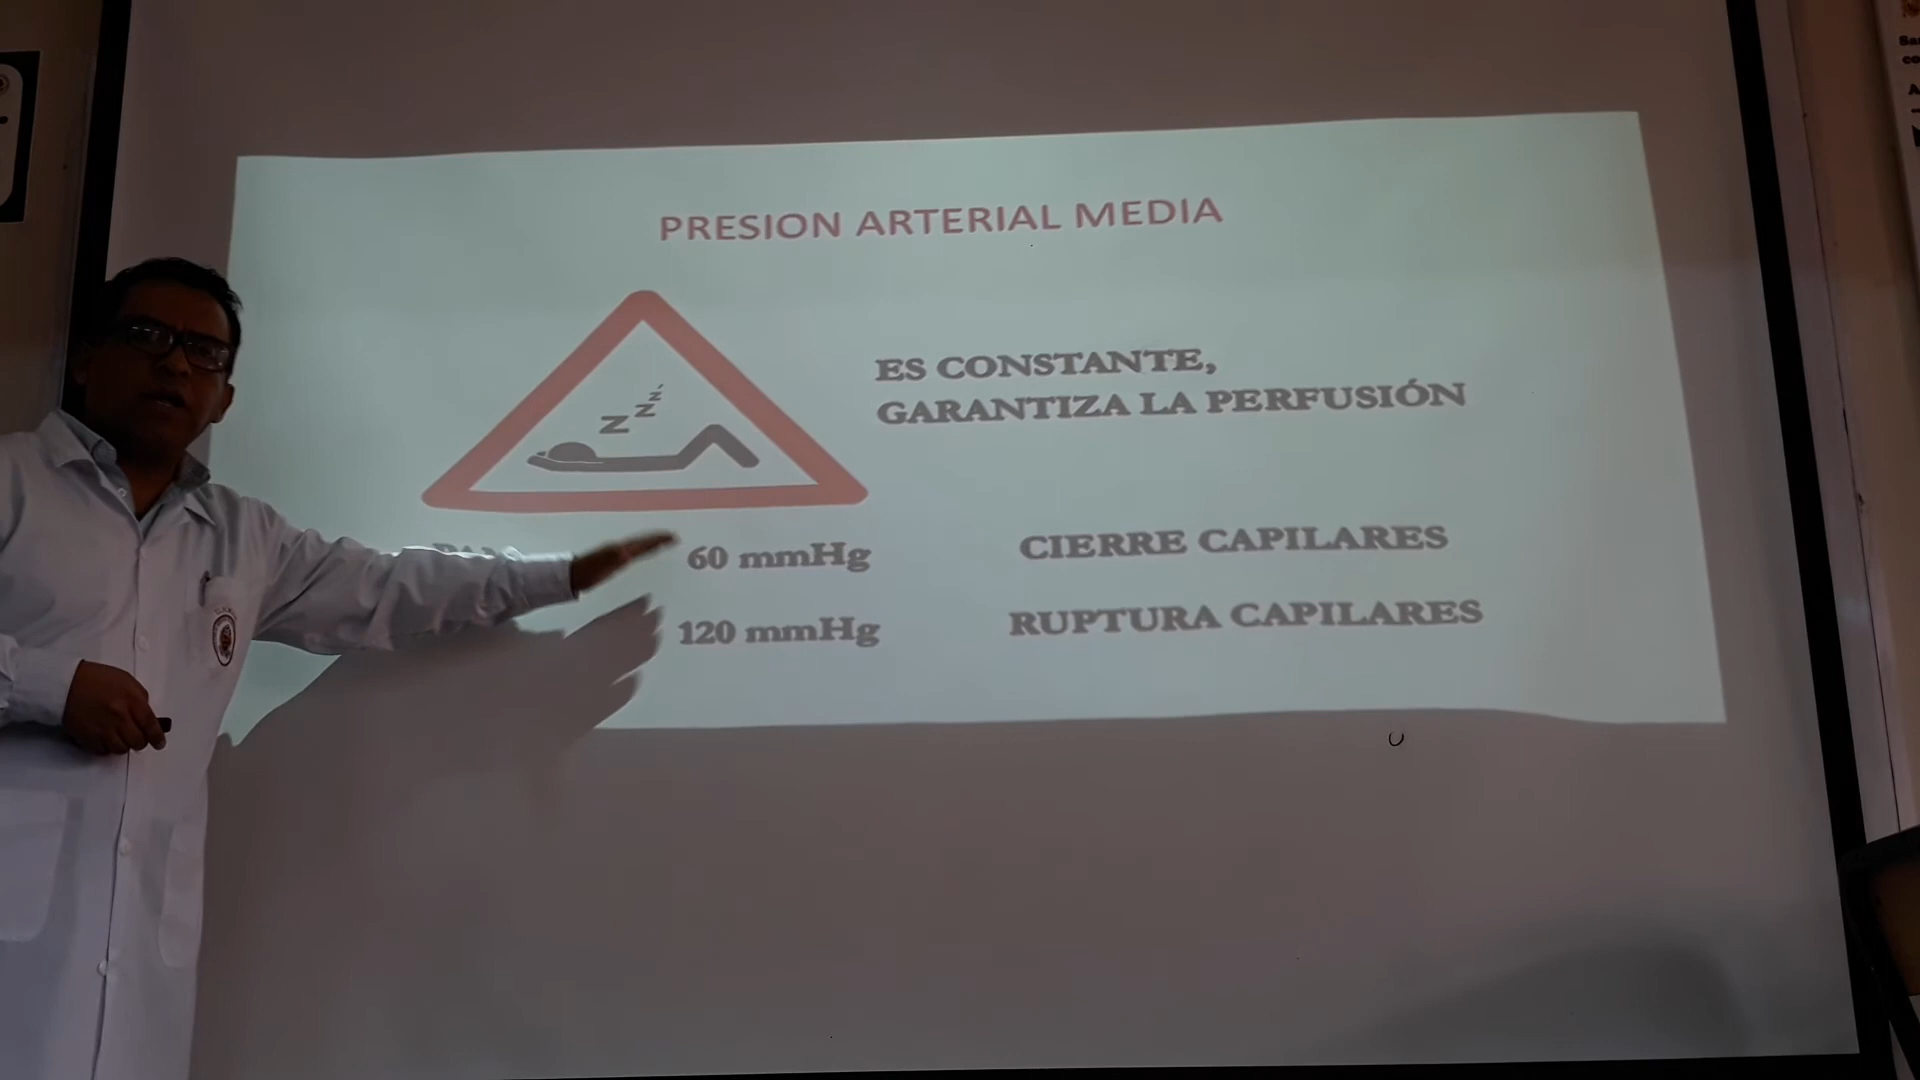 PRESION ARTERIAL MEDIA
Z Z Z
ES CONSTANTE,
GARANTIZA LA PERFUSIÓN
60 mmHg CIERRE CAPILARES
120 mmHg RUPTURA CAPILARES